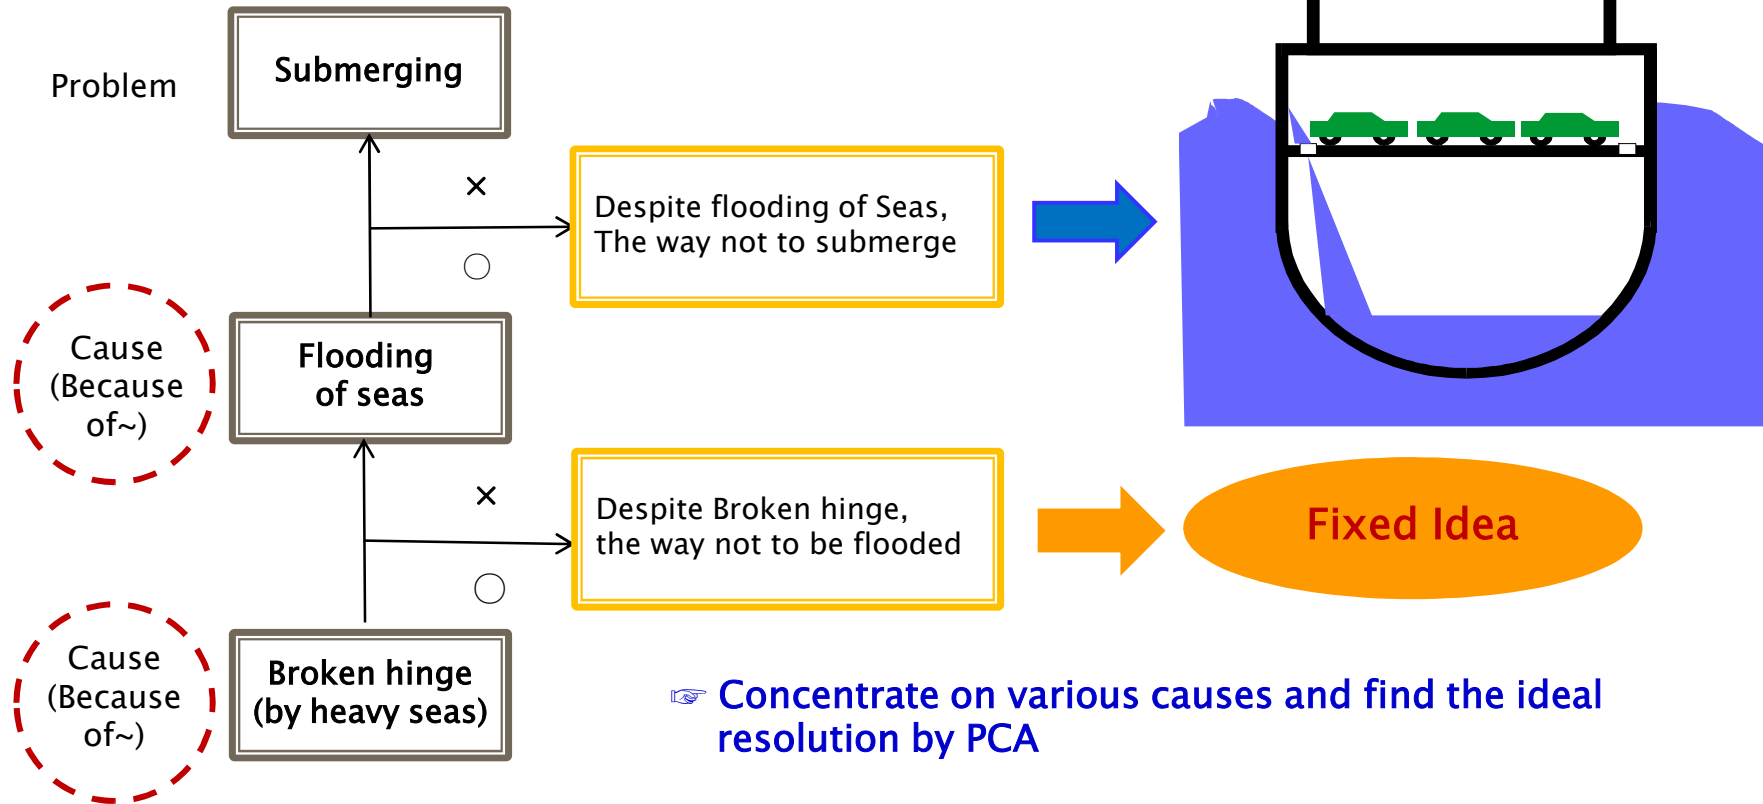 Problem
Submerging
×
Despite flooding of Seas,
The way not to submerge
○
Cause
(Because
of~)
Flooding
of seas
×
Despite Broken hinge,
the way not to be flooded
○
Fixed Idea
Cause
(Because
of~)
Broken hinge
(by heavy seas)
☞ Concentrate on various causes and find the ideal
resolution by PCA